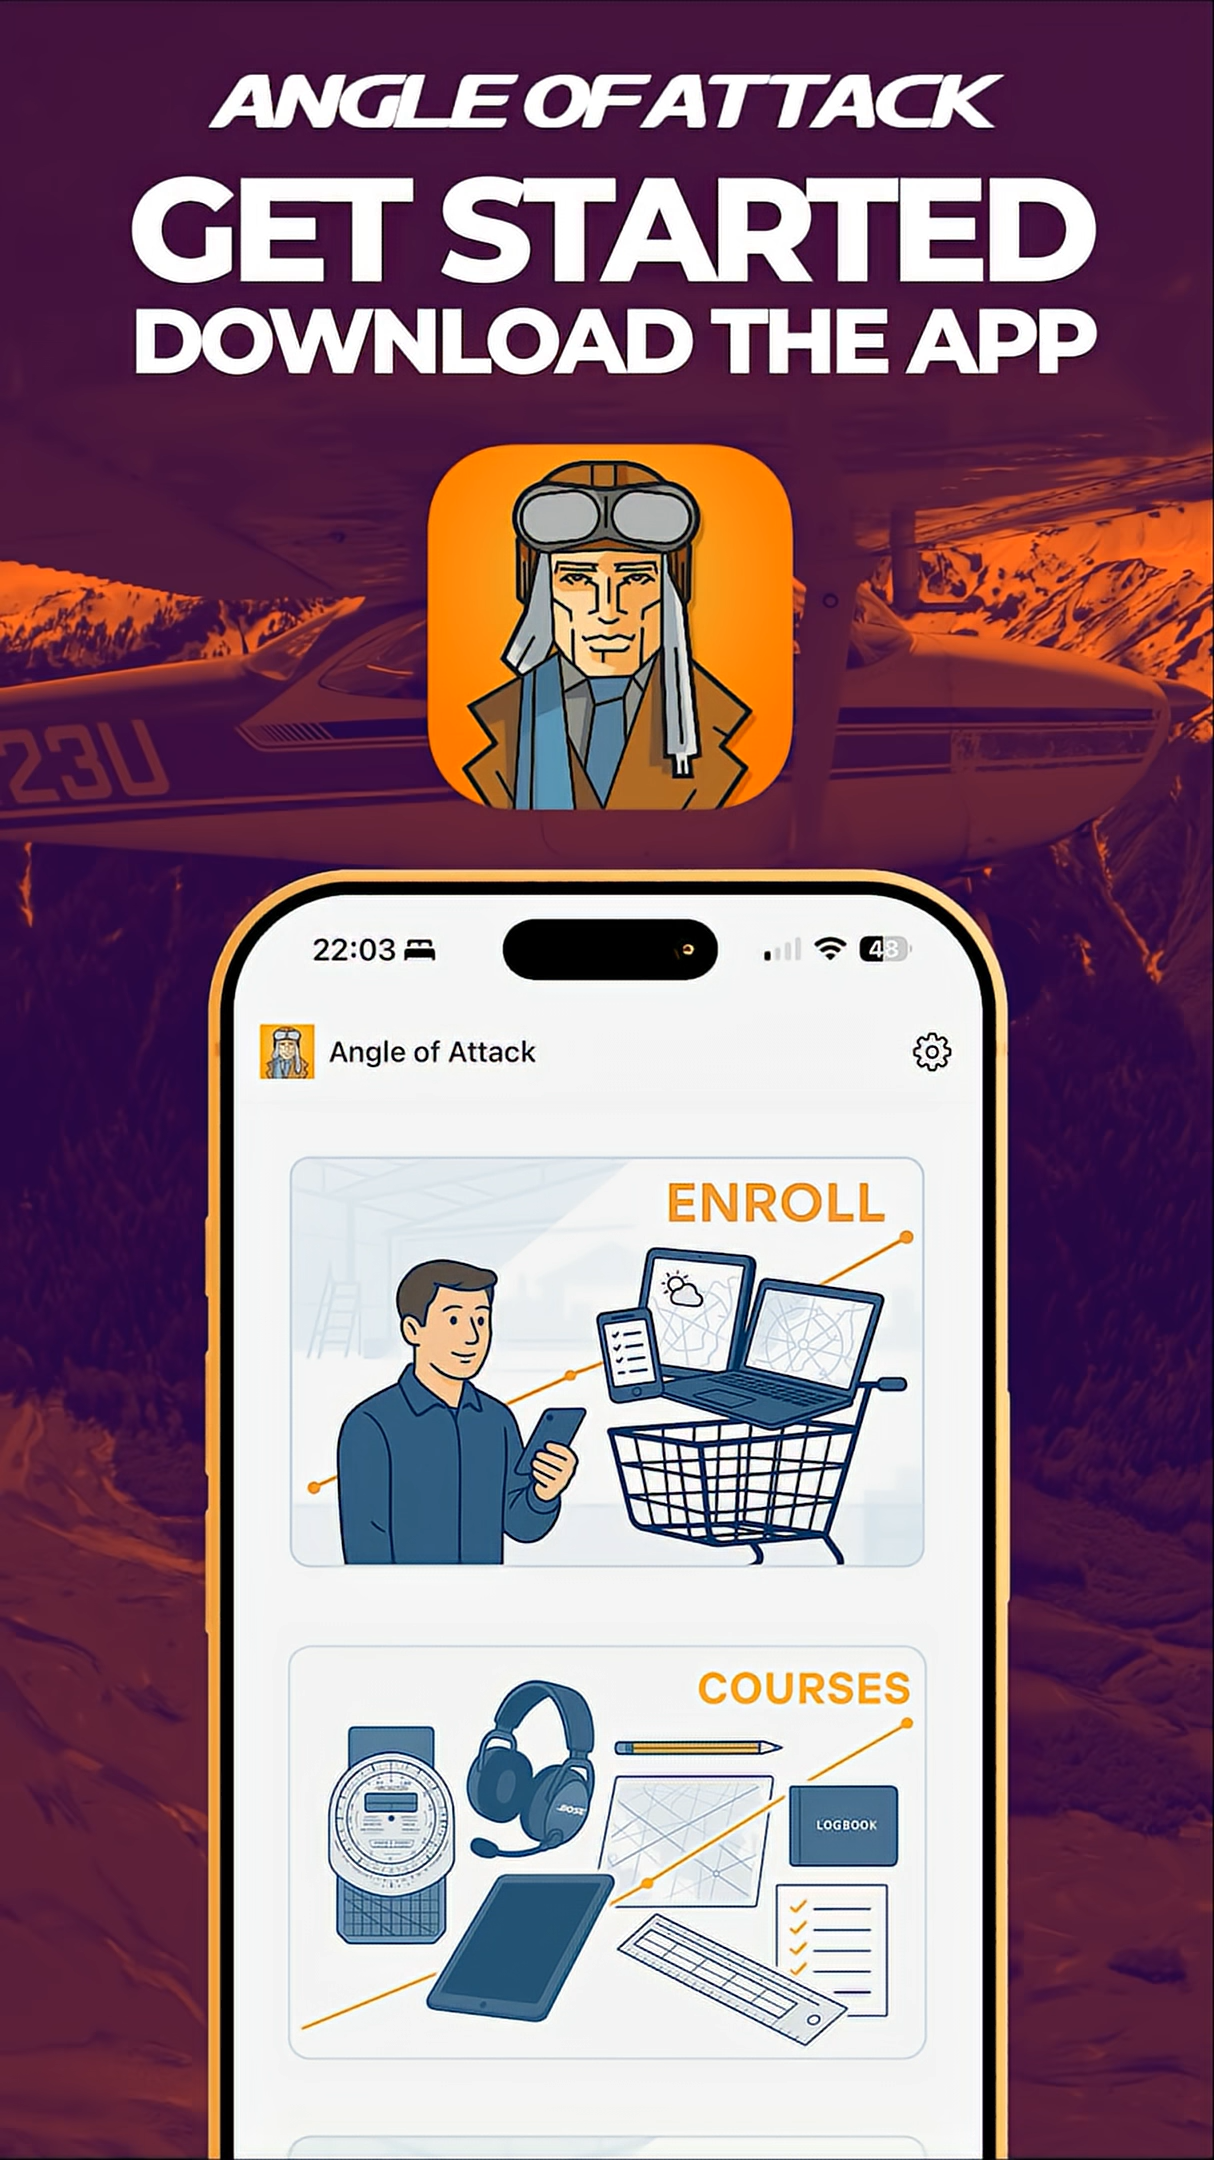 ANGLE OF ATTACK
GET STARTED
DOWNLOAD THE APP
23U
22:03
48
Angle of Attack
ENROLL
COURSES
BOSE
LOGBOOK